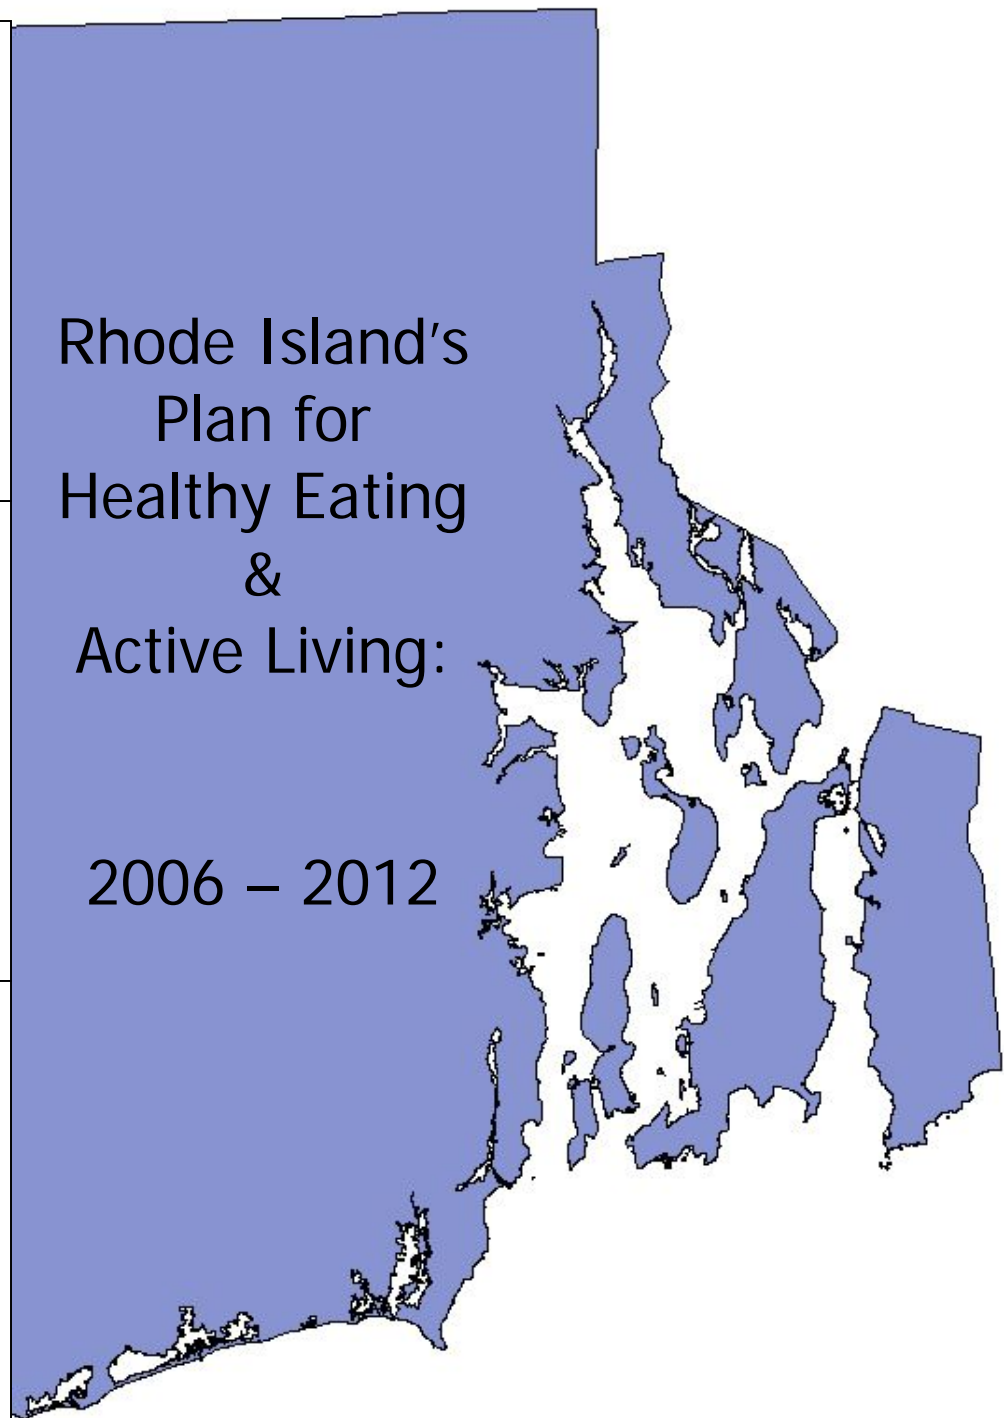 Rhode Island's
Plan for
Healthy Eating
&
Active Living:
2006 – 2012